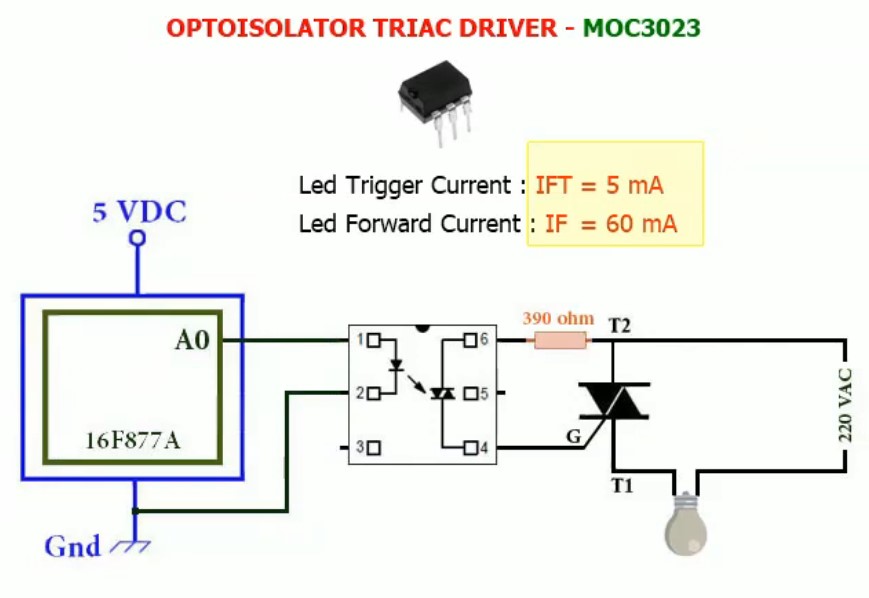 OPTOISOLATOR TRIAC DRIVER - MOC3023
Led Trigger Current : IFT = 5 mA
Led Forward Current : IF = 60 mA
5 VDC
A0
16F877A
Gnd
1
2
3
6
5
4
390 ohm
T2
G
T1
220 VAC